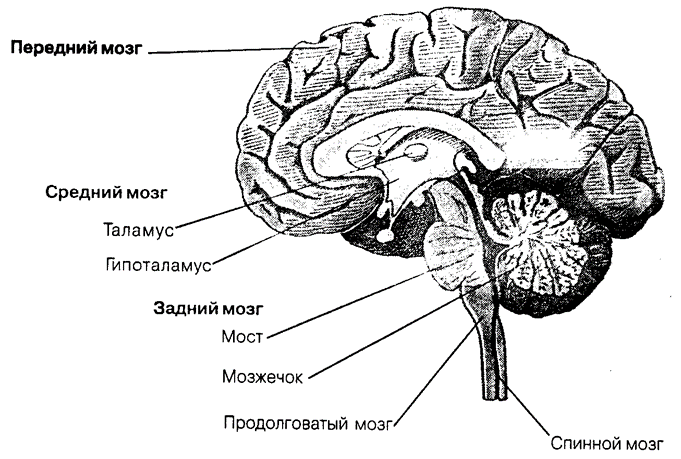 Передний мозг
Средний мозг
Таламус
Гипоталамус
Задний мозг
Мост
Мозжечок
Продолговатый мозг
Спинной мозг